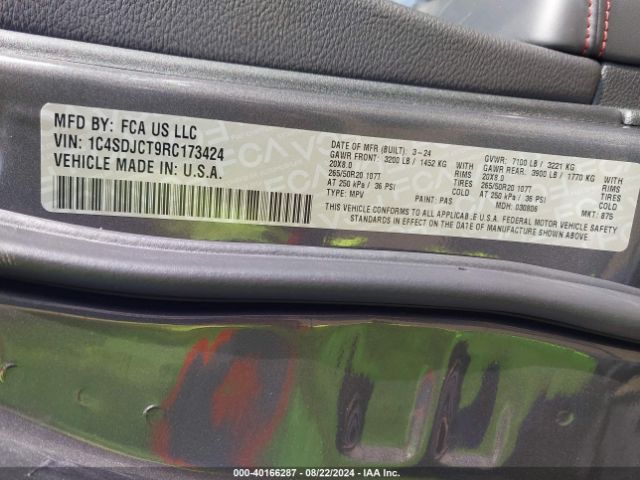 MFD BY: FCA US LLC
VIN: 1C4SDJCT9RC173424
VEHICLE MADE IN: U.S.A.
DATE OF MFR (BUILT): 3-24
GAWR FRONT: 3200 LB / 1452 KG WITH
20X8.0 RIMS
265/50R20 107T TIRES
AT 250 kPa / 36 PSI COLD
TYPE: MPV PAINT: PAS
GVWR: 7100 LB / 3221 KG
GAWR REAR: 3900 LB / 1770 KG WITH
20X8.0 RIMS
265/50R20 107T TIRES
AT 250 kPa / 36 PSI COLD
MDH: 030806 MKT: 875
THIS VEHICLE CONFORMS TO ALL APPLICABLE U.S.A. FEDERAL MOTOR VEHICLE SAFETY
STANDARDS IN EFFECT ON THE DATE OF MANUFACTURE SHOWN ABOVE
000-40166287 - 08/22/2024 - IAA Inc.